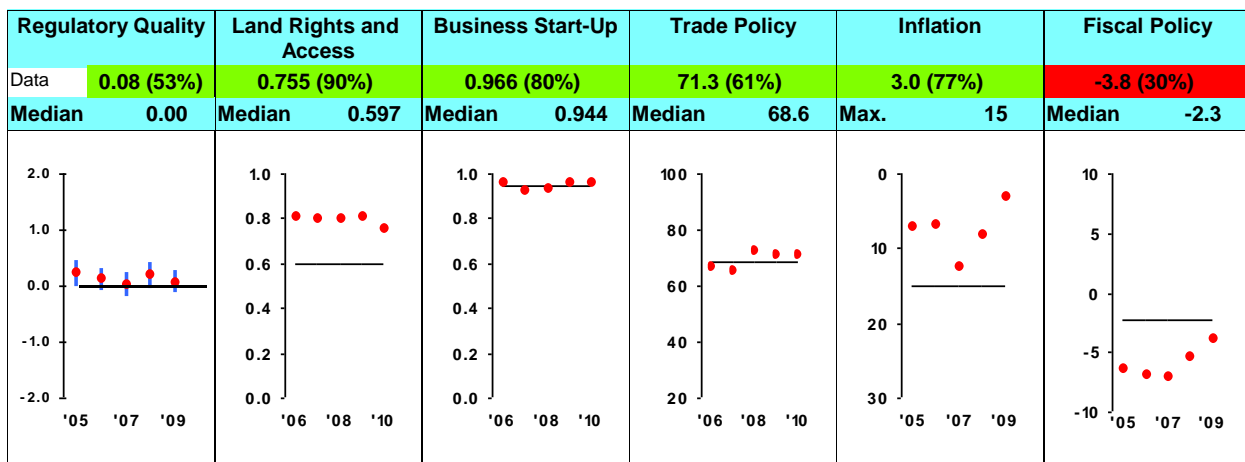 Regulatory Quality
Land Rights and
Access
Business Start-Up
Trade Policy
Inflation
Fiscal Policy
Data 0.08 (53%)
0.755 (90%)
0.966 (80%)
71.3 (61%)
3.0 (77%)
-3.8 (30%)
Median 0.00
Median 0.597
Median 0.944
Median 68.6
Max. 15
Median -2.3
2.0
1.0
0.0
-1.0
-2.0
'05 '07 '09
1.0
0.8
0.6
0.4
0.2
0.0
'06 '08 '10
1.0
0.8
0.6
0.4
0.2
0.0
'06 '08 '10
100
80
60
40
20
'06 '08 '10
0
10
20
30
'05 '07 '09
10
5
0
-5
-10
'05 '07 '09